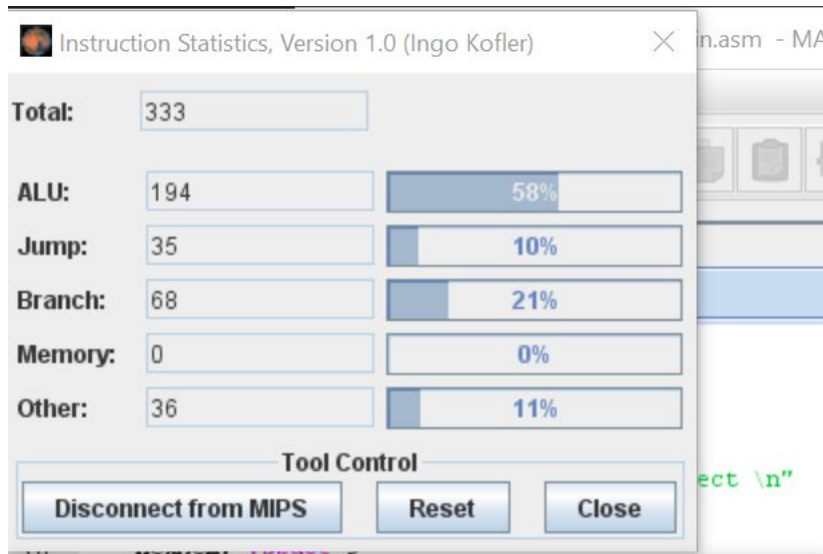 Instruction Statistics, Version 1.0 (Ingo Kofler)
in.asm - MA
Total: 333
ALU: 194 58%
Jump: 35 10%
Branch: 68 21%
Memory: 0 0%
Other: 36 11%
Tool Control
ect \n"
Disconnect from MIPS Reset Close